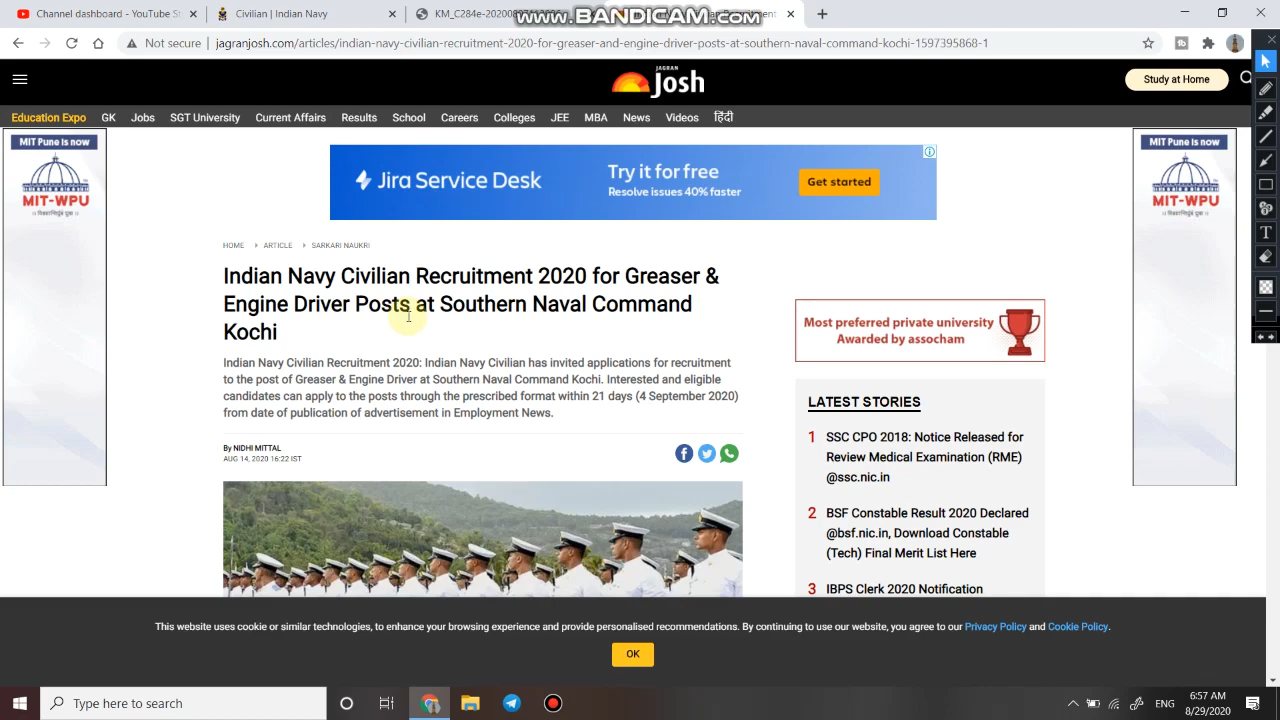 Channel dashboard - YouTube St
Civilian | Indian Navy
www.BANDICAM.com
Not secure
jagranjosh.com/articles/indian-navy-civilian-recruitment-2020-for-greaser-and-engine-driver-posts-at-southern-naval-command-kochi-1597395868-1
JAGRAN
Josh
Study at Home
Education Expo GK Jobs SGT University Current Affairs Results School Careers Colleges JEE MBA News Videos हिंदी
MIT Pune is now
MIT-WPU
Jira Service Desk
Try it for free
Resolve issues 40% faster
Get started
MIT Pune is now
MIT-WPU
HOME ARTICLE SARKARI NAUKRI
Indian Navy Civilian Recruitment 2020 for Greaser &
Engine Driver Posts at Southern Naval Command
Kochi
Indian Navy Civilian Recruitment 2020: Indian Navy Civilian has invited applications for recruitment
to the post of Greaser & Engine Driver at Southern Naval Command Kochi. Interested and eligible
candidates can apply to the posts through the prescribed format within 21 days (4 September 2020)
from date of publication of advertisement in Employment News.
By NIDHI MITTAL
AUG 14, 2020 16:22 IST
Most preferred private university
Awarded by assocham
LATEST STORIES
1 SSC CPO 2018: Notice Released for
Review Medical Examination (RME)
@ssc.nic.in
2 BSF Constable Result 2020 Declared
@bsf.nic.in, Download Constable
(Tech) Final Merit List Here
3 IBPS Clerk 2020 Notification
This website uses cookie or similar technologies, to enhance your browsing experience and provide personalised recommendations. By continuing to use our website, you agree to our Privacy Policy and Cookie Policy.
OK
Type here to search
ENG
6:57 AM
8/29/2020